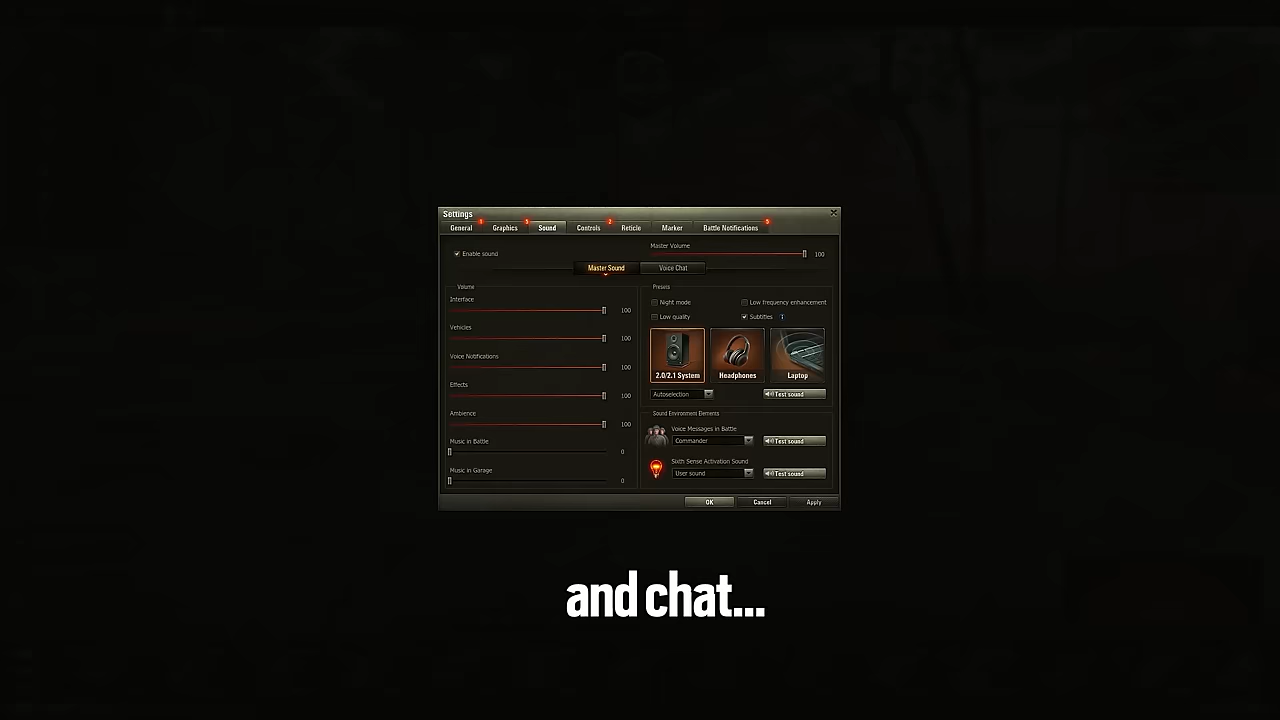 Settings
General
Graphics
Sound
Controls
Reticle
Marker
Battle Notifications
Enable sound
Master Volume
100
Master Sound
Voice Chat
Volume
Interface
100
Vehicles
100
Voice Notifications
100
Effects
100
Ambience
100
Music in Battle
0
Music in Garage
0
Presets
Night mode
Low frequency enhancement
Low quality
Subtitles
2.0/2.1 System
Headphones
Laptop
Autoselection
Test sound
Sound Environment Elements
Voice Messages in Battle
Commander
Test sound
Sixth Sense Activation Sound
User sound
Test sound
OK
Cancel
Apply
and chat...